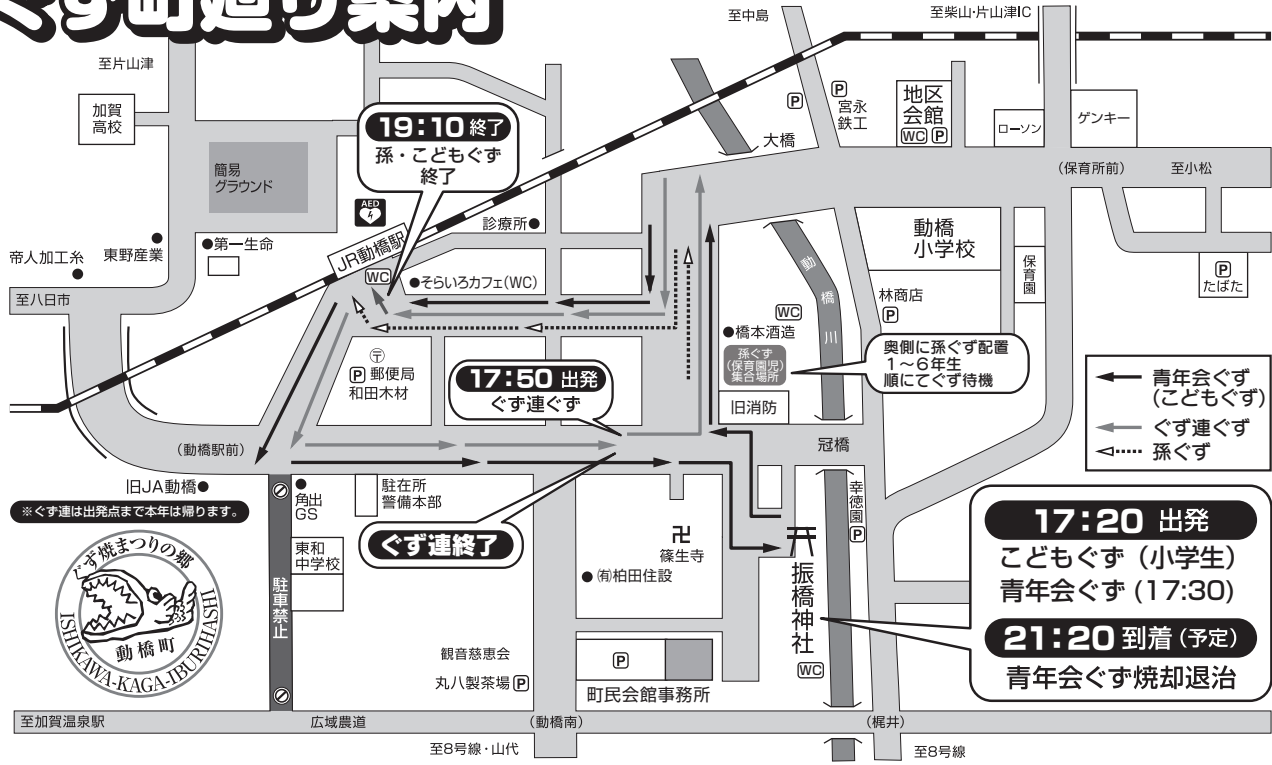 ぐず町廻り案内
至中島
至柴山・片山津IC
至片山津
加賀
高校
19:10 終了
孫・こどもぐず
終了
P
P
宮永
鉄工
地区
会館
WC P
ローソン
ゲンキー
大橋
簡易
グラウンド
AED
(保育所前)
至小松
診療所●
動橋
小学校
帝人加工糸
東野産業
●第一生命
JR動橋駅
WC
●そらいろカフェ(WC)
動橋川
保育園
P
たばた
至八日市
WC
林商店
P
●橋本酒造
孫ぐず
(保育園児)
集合場所
奥側に孫ぐず配置
1～6年生
順にてぐず待機
〒
P 郵便局
和田木材
17:50 出発
ぐず連ぐず
旧消防
青年会ぐず
(こどもぐず)
ぐず連ぐず
孫ぐず
(動橋駅前)
冠橋
旧JA動橋●
角出
GS
駐在所
警備本部
幸徳園
P
※ぐず連は出発点まで本年は帰ります。
ぐず連終了
卍
篠生寺
17:20 出発
こどもぐず（小学生）
青年会ぐず (17:30)
21:20 到着 (予定)
青年会ぐず焼却退治
東和
中学校
●㈲柏田住設
振橋神社
駐車禁止
ぐず焼まつりの郷
動橋町
ISHIKAWA-KAGA-IBURIHASHI
観音慈恵会
丸八製茶場 P
P
WC
町民会館事務所
至加賀温泉駅
広域農道
(動橋南)
(梶井)
至8号線・山代
至8号線